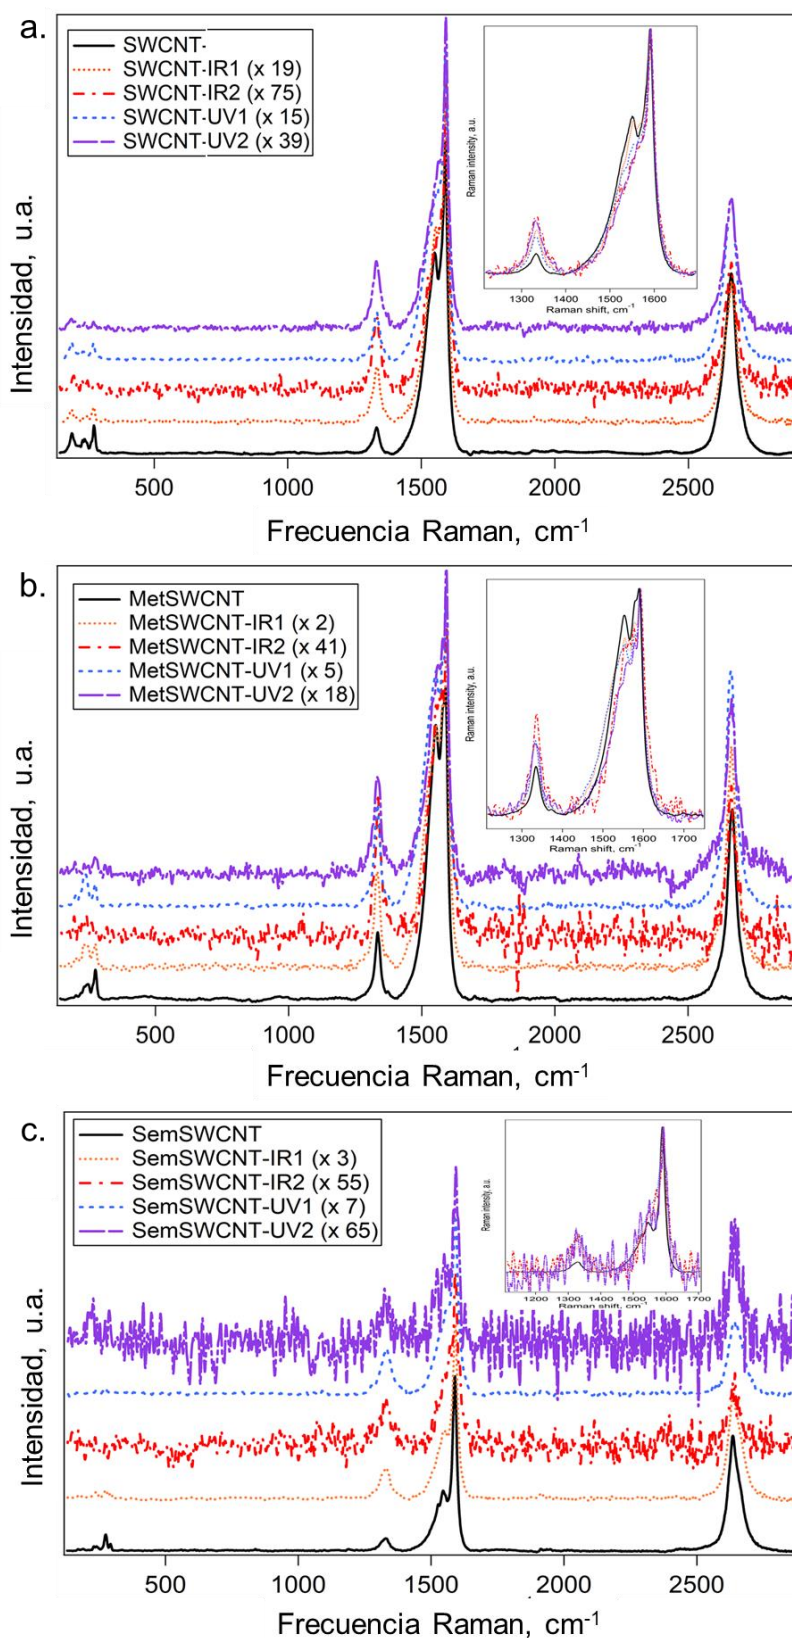 a.
SWCNT-
SWCNT-IR1 (x 19)
SWCNT-IR2 (x 75)
SWCNT-UV1 (x 15)
SWCNT-UV2 (x 39)
Raman intensity, a.u.
1300 1400 1500 1600
Raman shift, cm-1
Intensidad, u.a.
500 1000 1500 2000 2500
Frecuencia Raman, cm-1
b.
MetSWCNT
MetSWCNT-IR1 (x 2)
MetSWCNT-IR2 (x 41)
MetSWCNT-UV1 (x 5)
MetSWCNT-UV2 (x 18)
Raman intensity, a.u.
1300 1400 1500 1600 1700
Raman shift, cm-1
Intensidad, u.a.
500 1000 1500 2000 2500
Frecuencia Raman, cm-1
c.
SemSWCNT
SemSWCNT-IR1 (x 3)
SemSWCNT-IR2 (x 55)
SemSWCNT-UV1 (x 7)
SemSWCNT-UV2 (x 65)
Raman intensity, a.u.
1200 1300 1400 1500 1600 1700
Raman shift, cm-1
Intensidad, u.a.
500 1000 1500 2000 2500
Frecuencia Raman, cm-1